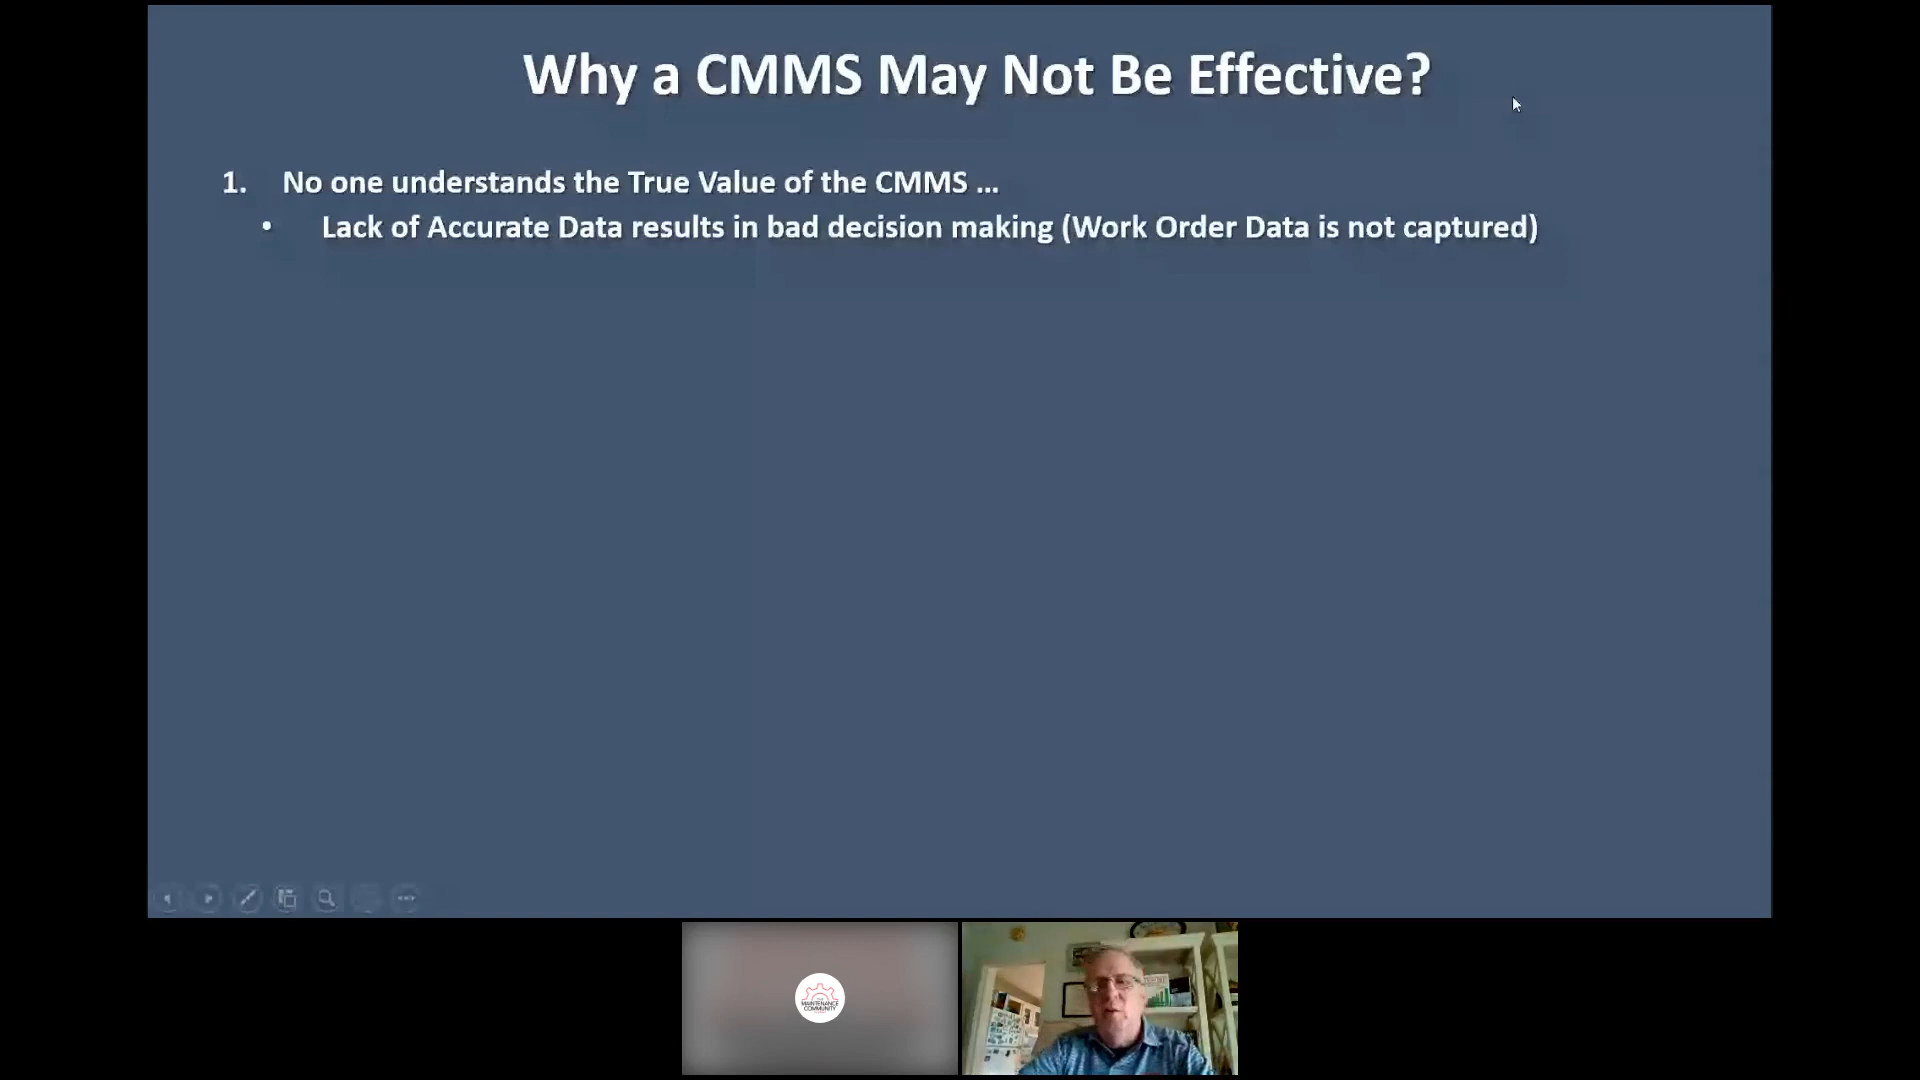 Why a CMMS May Not Be Effective?
1. No one understands the True Value of the CMMS ...
• Lack of Accurate Data results in bad decision making (Work Order Data is not captured)
MAINTENANCE
COMMUNITY